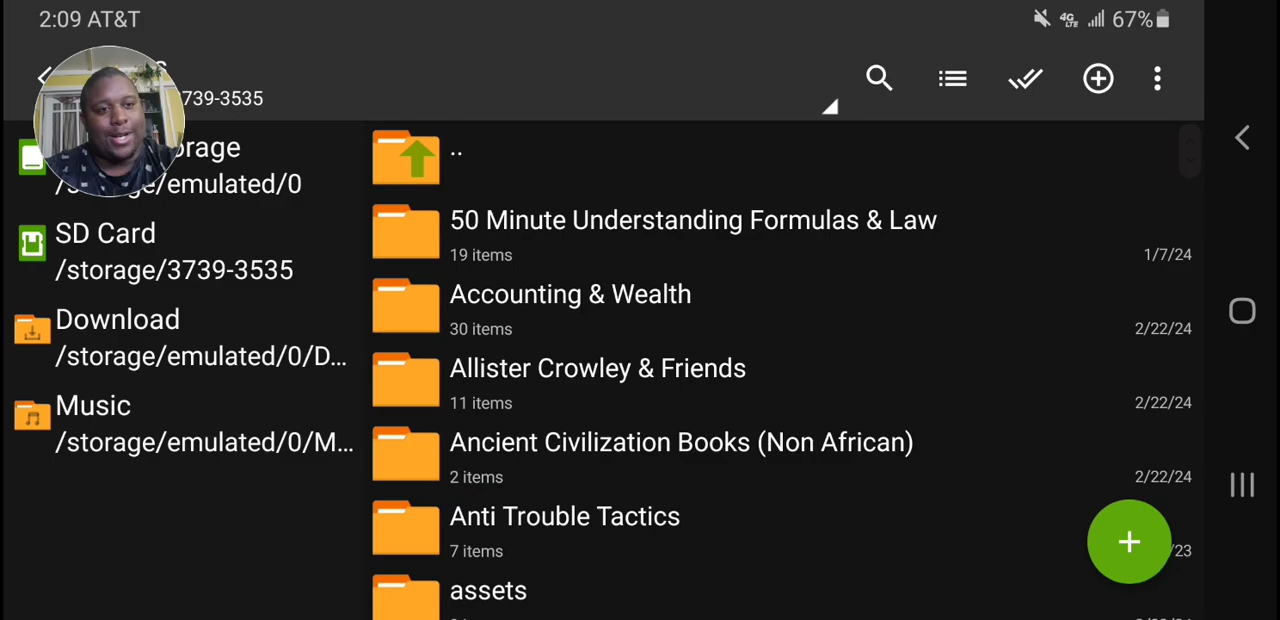 2:09 AT&T
4G LTE 67%
739-3535
orage
/storage/emulated/0
SD Card
/storage/3739-3535
Download
/storage/emulated/0/D...
Music
/storage/emulated/0/M...
..
50 Minute Understanding Formulas & Law
19 items
1/7/24
Accounting & Wealth
30 items
2/22/24
Allister Crowley & Friends
11 items
2/22/24
Ancient Civilization Books (Non African)
2 items
2/22/24
Anti Trouble Tactics
7 items
/23
assets